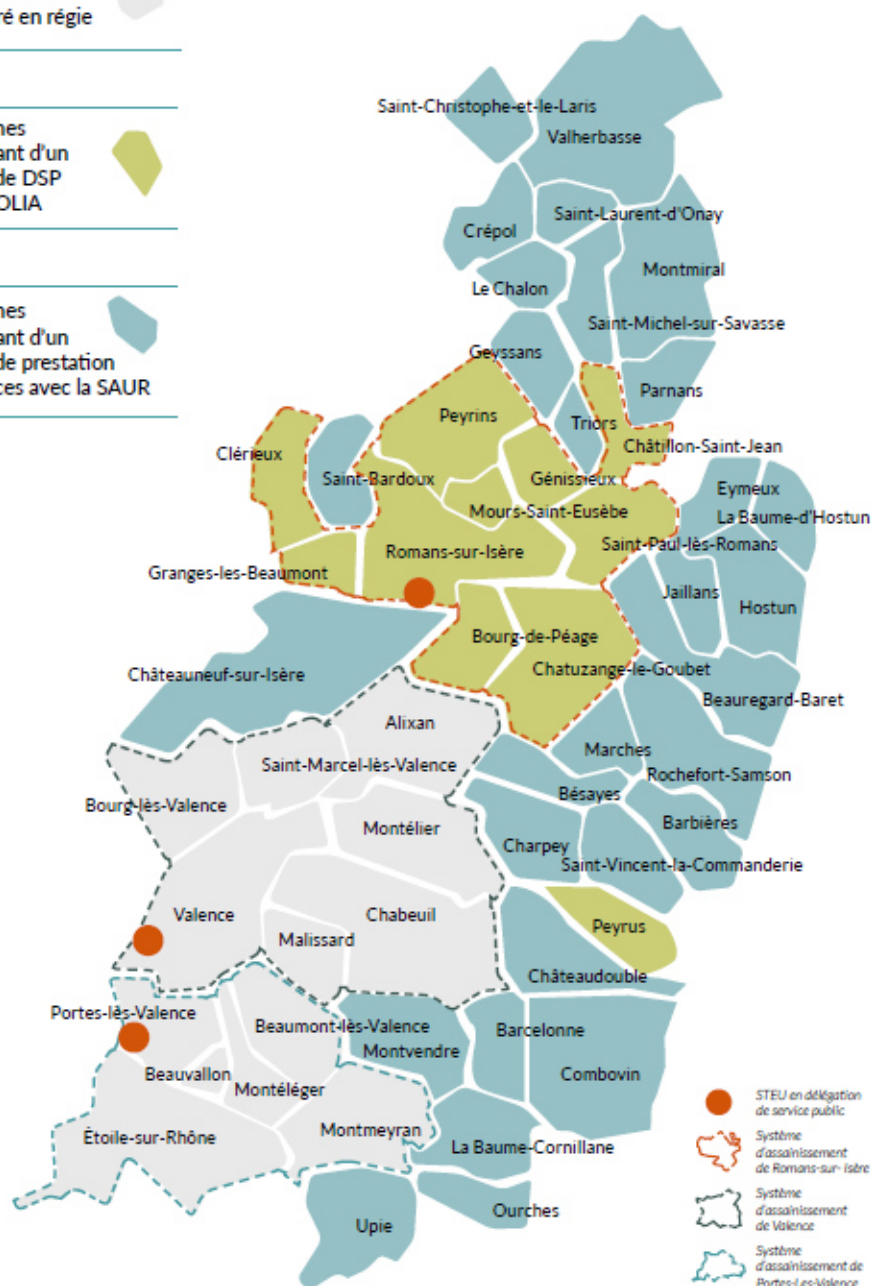 ré en régie
nes
ant d'un
de DSP
OLIA
nes
ant d'un
de prestation
ces avec la SAUR
Saint-Christophe-et-le-Laris
Valherbasse
Saint-Laurent-d'Onay
Crépol
Montmiral
Le Chalon
Saint-Michel-sur-Savasse
Geyssans
Parnans
Peyrins
Triors
Châtillon-Saint-Jean
Clérieux
Saint-Bardoux
Génissieux
Eymeux
Mours-Saint-Eusèbe
La Baume-d'Hostun
Romans-sur-Isère
Saint-Paul-lès-Romans
Granges-les-Beaumont
Jaillans
Hostun
Bourg-de-Péage
Chatuzange-le-Goubet
Châteauneuf-sur-Isère
Beauregard-Baret
Alixan
Marches
Saint-Marcel-lès-Valence
Rochefort-Samson
Bésayes
Bourg-lès-Valence
Barbières
Montélier
Charpey
Saint-Vincent-la-Commanderie
Valence
Chabeuil
Peyrus
Malissard
Châteaudouble
Portes-lès-Valence
Beaumont-lès-Valence
Barcelonne
Montvendre
Beauvallon
Combovin
Montéléger
Étoile-sur-Rhône
Montmeyran
La Baume-Cornillane
Ourches
Upie
STEU en délégation
de service public
Système
d'assainissement
de Romans-sur- Isère
Système
d'assainissement
de Valence
Système
d'assainissement de
Portes-Les-Valence